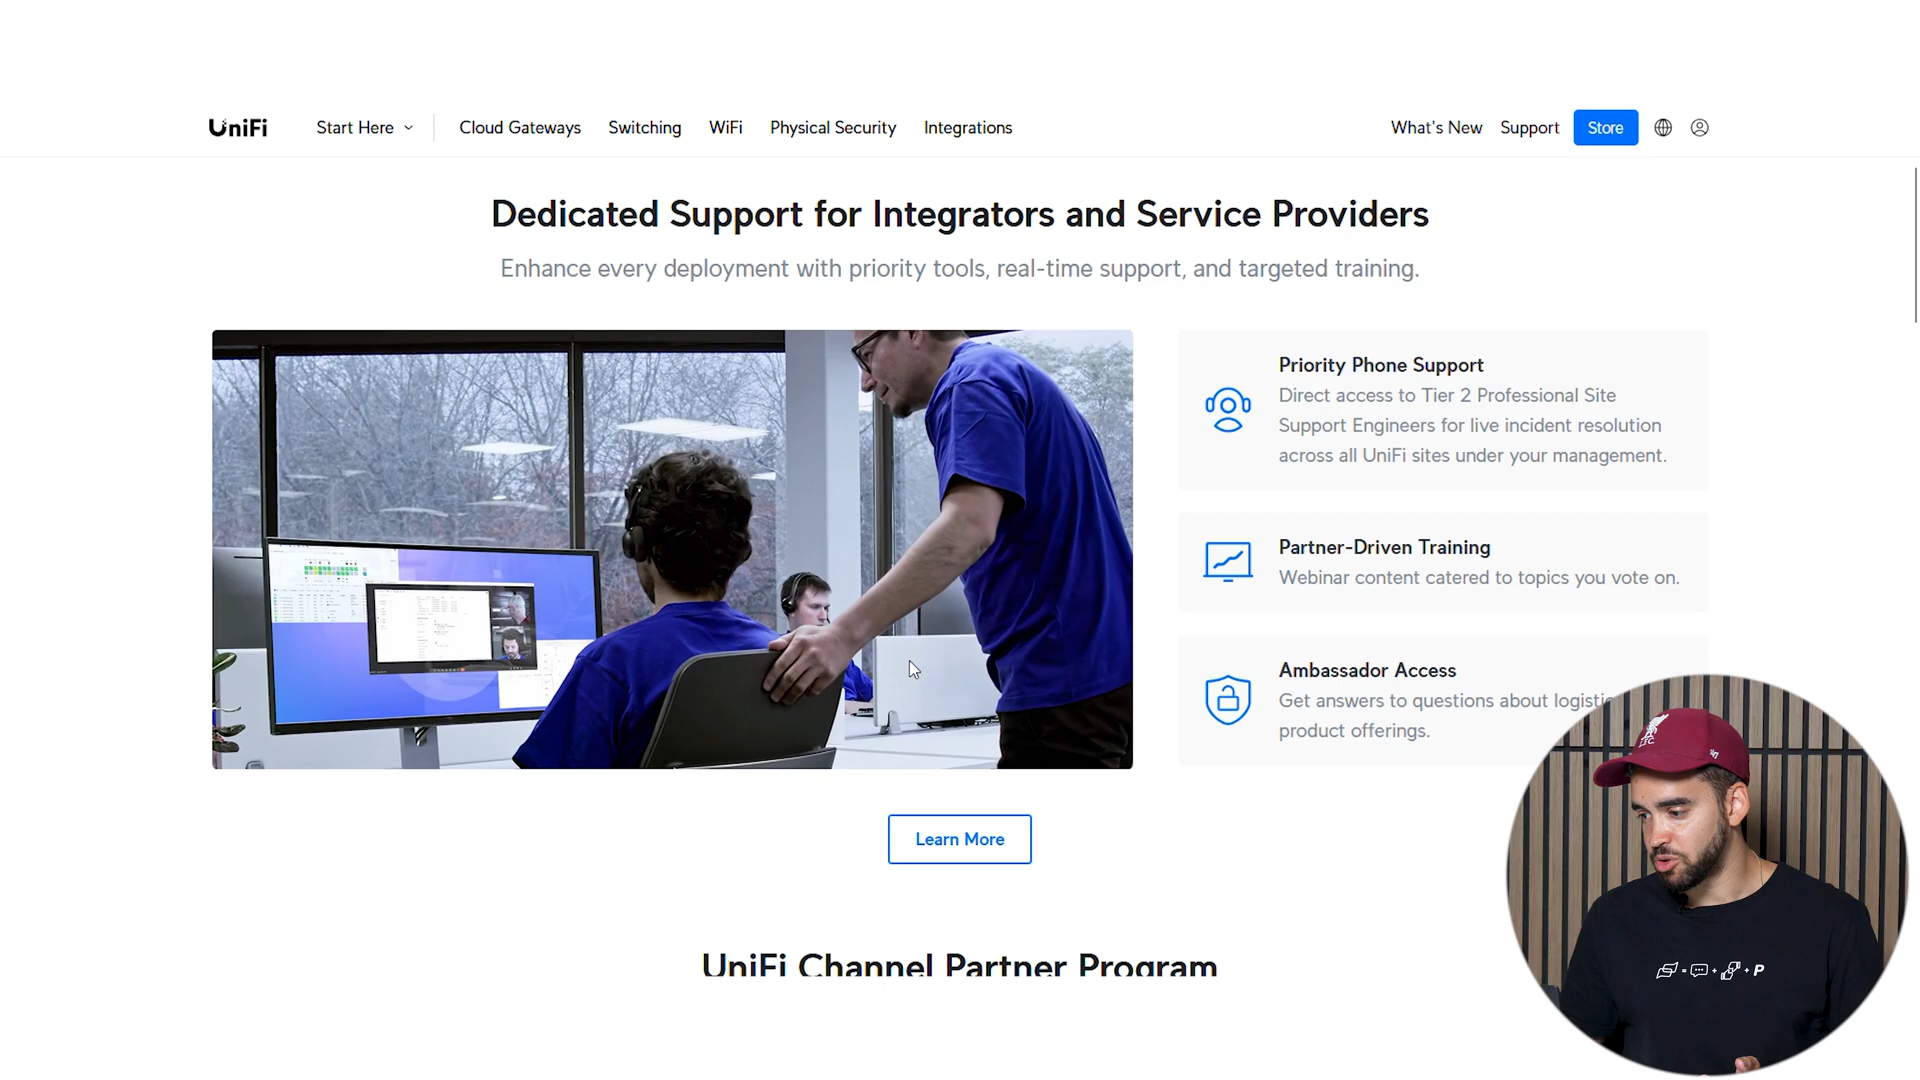 UniFi
Start Here
Cloud Gateways
Switching
WiFi
Physical Security
Integrations
What's New
Support
Store
Dedicated Support for Integrators and Service Providers
Enhance every deployment with priority tools, real-time support, and targeted training.
Priority Phone Support
Direct access to Tier 2 Professional Site
Support Engineers for live incident resolution
across all UniFi sites under your management.
Partner-Driven Training
Webinar content catered to topics you vote on.
Ambassador Access
Get answers to questions about
product offerings.
Learn More
UniFi Channel Partner Program
LFC
47
= + + P